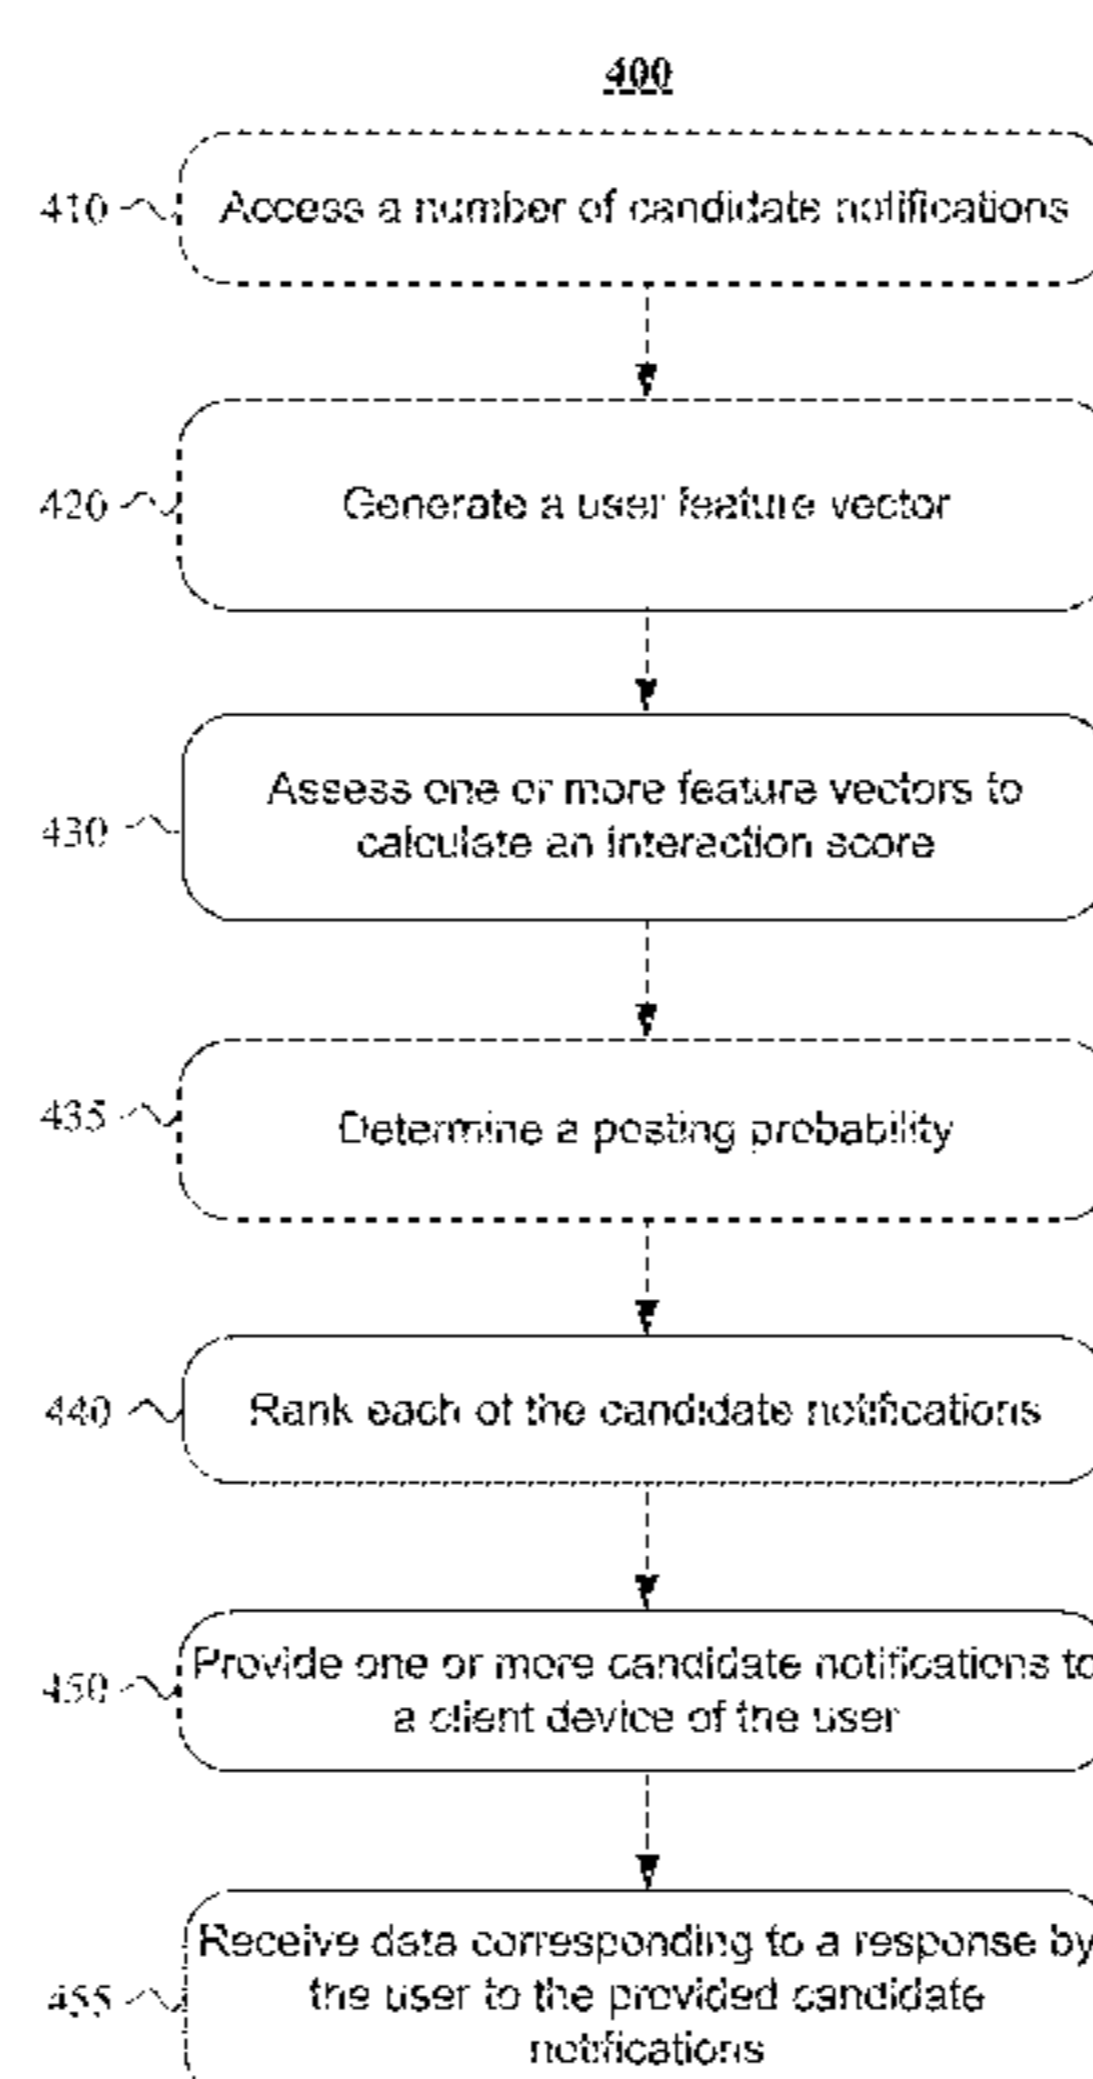 400
410
Access a number of candidate notifications
420
Generate a user feature vector
430
Assess one or more feature vectors to
calculate an interaction score
435
Determine a posting probability
440
Rank each of the candidate notifications
450
Provide one or more candidate notifications to
a client device of the user
455
Receive data corresponding to a response by
the user to the provided candidate
notifications